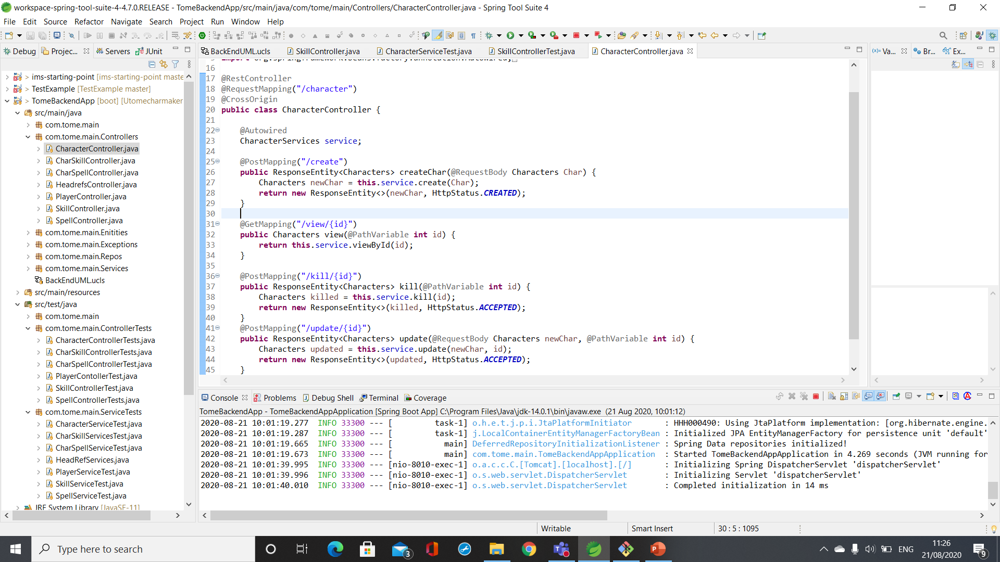 workspace-spring-tool-suite-4-4.7.0.RELEASE - TomeBackendApp/src/main/java/com/tome/main/Controllers/CharacterController.java - Spring Tool Suite 4
File Edit Source Refactor Navigate Search Project Run Window Help
Debug Projec... Servers JUnit
BackEndUML.ucls SkillController.java CharacterServiceTest.java SkillControllerTest.java CharacterController.java
(x)= Va... Br... Ex...
> ims-starting-point [ims-starting-point maste
> TestExample [TestExample master]
> TomeBackendApp [boot] [Utomecharmaker
src/main/java
com.tome.main
com.tome.main.Controllers
CharacterController.java
CharSkillController.java
CharSpellController.java
HeadrefsController.java
PlayerController.java
SkillController.java
SpellController.java
com.tome.main.Enitities
com.tome.main.Exceptions
com.tome.main.Repos
com.tome.main.Services
BackEndUML.ucls
src/main/resources
src/test/java
com.tome.main
com.tome.main.ControllerTests
CharacterControllerTests.java
CharSkillControllerTests.java
CharSpellControllerTest.java
PlayerContollerTest.java
SkillControllerTest.java
SpellControllerTests.java
com.tome.main.ServiceTests
CharacterServiceTest.java
CharSkillServiceTest.java
CharSpellServiceTest.java
HeadRefServices.java
PlayerServiceTest.java
SkillServiceTest.java
SpellServiceTest.java
JRE System Library [JavaSE-11]
import org.springframework.beans.factory.annotation.Autowired;
16
17 @RestController
18 @RequestMapping("/character")
19 @CrossOrigin
20 public class CharacterController {
21
22 @Autowired
23 CharacterServices service;
24
25 @PostMapping("/create")
26 public ResponseEntity<Characters> createChar(@RequestBody Characters Char) {
27 Characters newChar = this.service.create(Char);
28 return new ResponseEntity<>(newChar, HttpStatus.CREATED);
29 }
30
31 @GetMapping("/view/{id}")
32 public Characters view(@PathVariable int id) {
33 return this.service.viewById(id);
34 }
35
36 @PostMapping("/kill/{id}")
37 public ResponseEntity<Characters> kill(@PathVariable int id) {
38 Characters killed = this.service.kill(id);
39 return new ResponseEntity<>(killed, HttpStatus.ACCEPTED);
40 }
41 @PostMapping("/update/{id}")
42 public ResponseEntity<Characters> update(@RequestBody Characters newChar, @PathVariable int id) {
43 Characters updated = this.service.update(newChar, id);
44 return new ResponseEntity<>(updated, HttpStatus.ACCEPTED);
45 }
Console Problems Debug Shell Terminal Coverage
TomeBackendApp - TomeBackendAppApplication [Spring Boot App] C:\Program Files\Java\jdk-14.0.1\bin\javaw.exe (21 Aug 2020, 10:01:12)
2020-08-21 10:01:19.277 INFO 33300 --- [ task-1] o.h.e.t.j.p.i.JtaPlatformInitiator : HHH000490: Using JtaPlatform implementation: [org.hibernate.engine.
2020-08-21 10:01:19.287 INFO 33300 --- [ task-1] j.LocalContainerEntityManagerFactoryBean : Initialized JPA EntityManagerFactory for persistence unit 'default'
2020-08-21 10:01:19.665 INFO 33300 --- [ main] DeferredRepositoryInitializationListener : Spring Data repositories initialized!
2020-08-21 10:01:19.673 INFO 33300 --- [ main] com.tome.main.TomeBackendAppApplication : Started TomeBackendAppApplication in 4.269 seconds (JVM running for
2020-08-21 10:01:39.995 INFO 33300 --- [nio-8010-exec-1] o.a.c.c.C.[Tomcat].[localhost].[/] : Initializing Spring DispatcherServlet 'dispatcherServlet'
2020-08-21 10:01:39.996 INFO 33300 --- [nio-8010-exec-1] o.s.web.servlet.DispatcherServlet : Initializing Servlet 'dispatcherServlet'
2020-08-21 10:01:40.010 INFO 33300 --- [nio-8010-exec-1] o.s.web.servlet.DispatcherServlet : Completed initialization in 14 ms
Writable Smart Insert 30 : 5 : 1095
Type here to search
3
ENG
11:26
21/08/2020
9